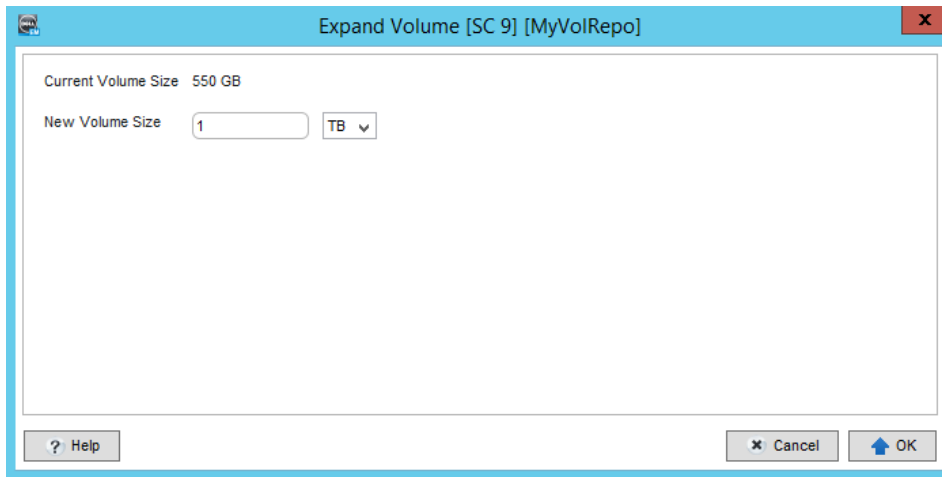 Expand Volume [SC 9] [MyVolRepo]
x
Current Volume Size 550 GB
New Volume Size 1 TB
? Help
Cancel
OK